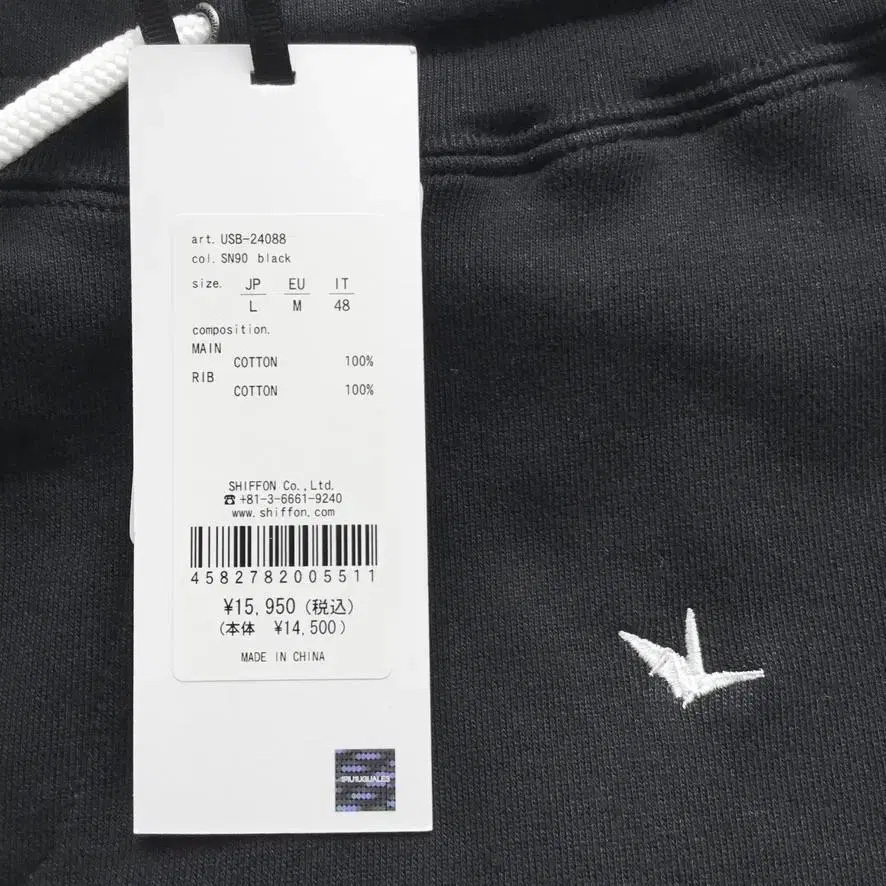 art. USB-24088
col. SN90 black
size. JP EU IT
L M 48
composition.
MAIN
COTTON 100%
RIB
COTTON 100%
SHIFFON Co.,Ltd.
☎ +81-3-6661-9240
www.shiffon.com
4582782005511
¥15,950 (税込)
(本体 ¥14,500)
MADE IN CHINA
1PIU1UGUALE3